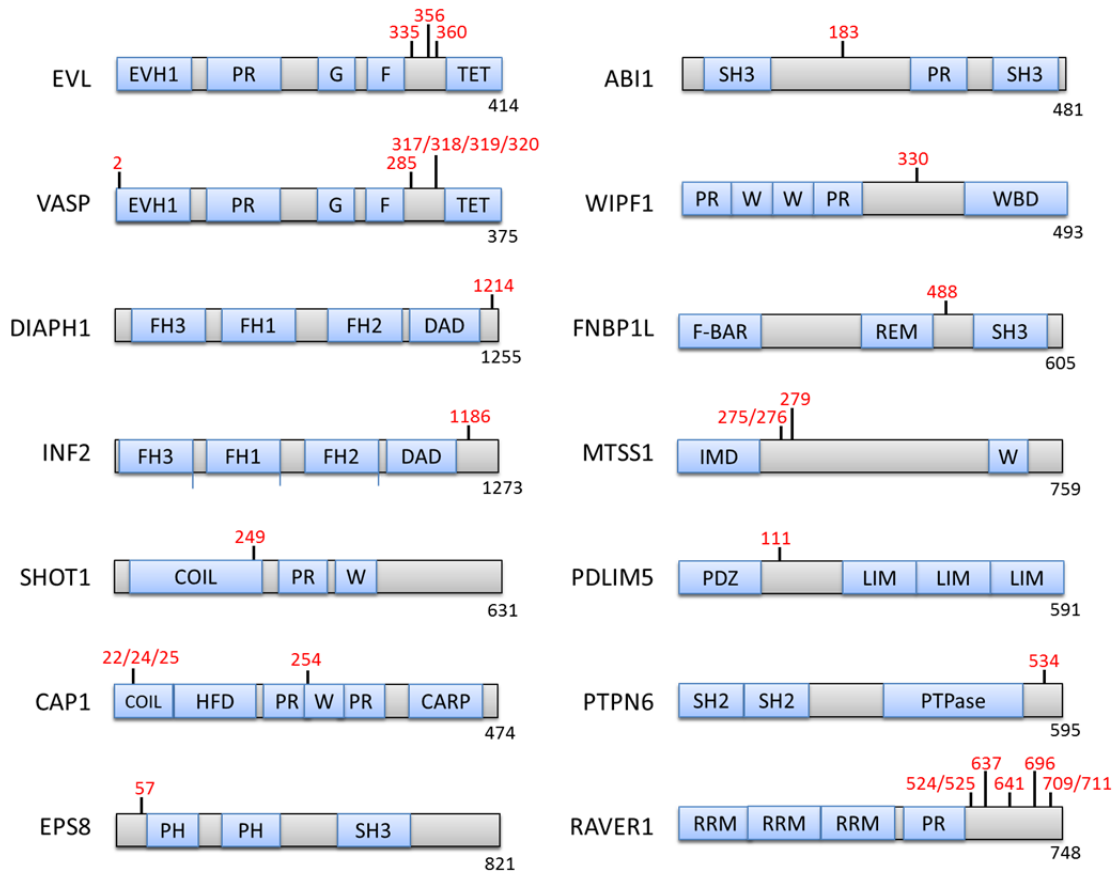 335 356 360
EVL EVH1 PR G F TET
414
2 285 317/318/319/320
VASP EVH1 PR G F TET
375
1214
DIAPH1 FH3 FH1 FH2 DAD
1255
1186
INF2 FH3 FH1 FH2 DAD
1273
249
SHOT1 COIL PR W
631
22/24/25 254
CAP1 COIL HFD PR W PR CARP
474
57
EPS8 PH PH SH3
821
183
ABI1 SH3 PR SH3
481
330
WIPF1 PR W W PR WBD
493
488
FNBP1L F-BAR REM SH3
605
275/276 279
MTSS1 IMD W
759
111
PDLIM5 PDZ LIM LIM LIM
591
534
PTPN6 SH2 SH2 PTPase
595
524/525 637 641 696 709/711
RAVER1 RRM RRM RRM PR
748